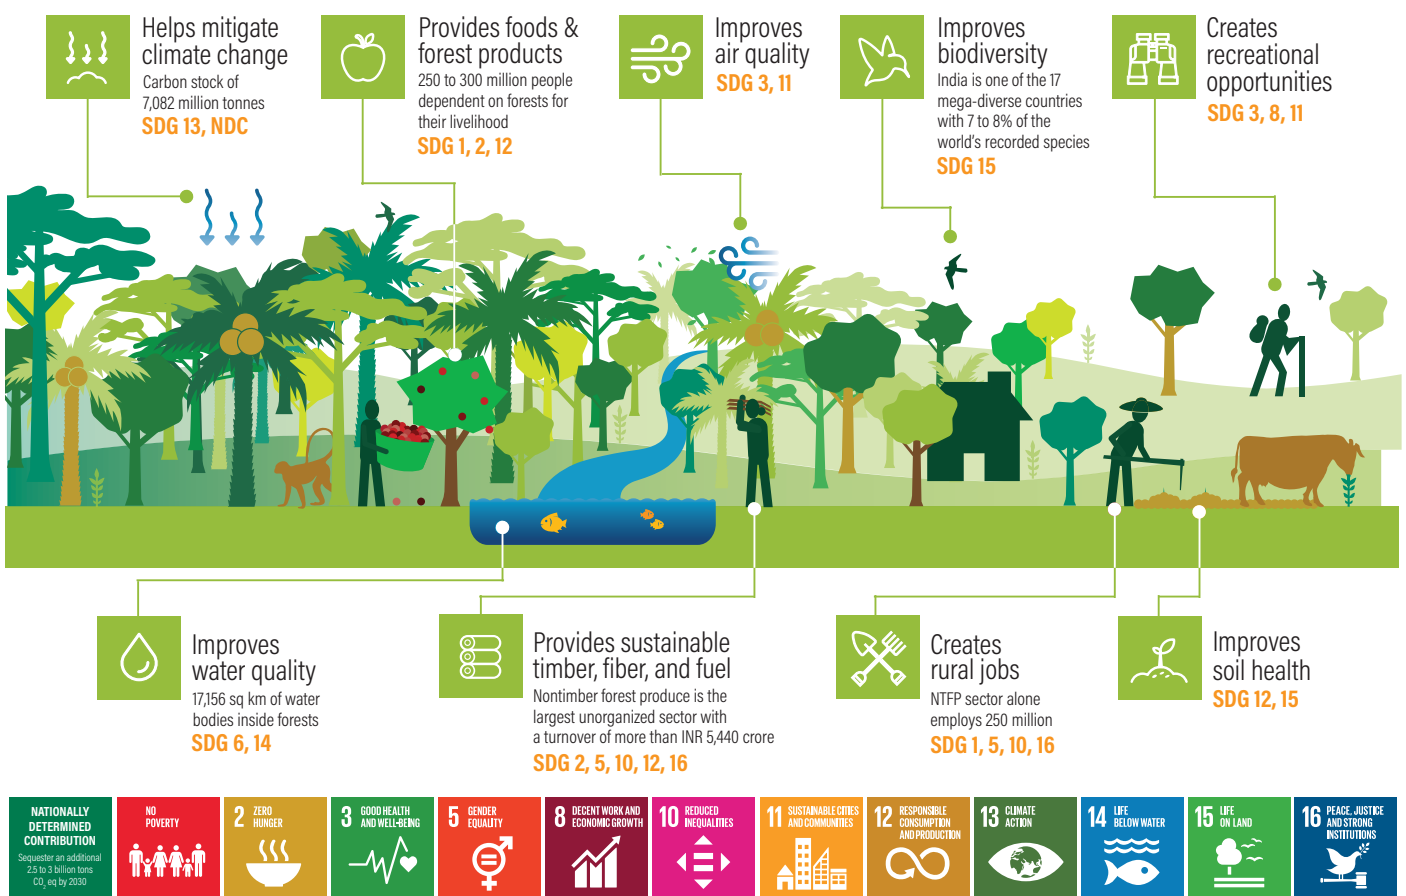 Helps mitigate
climate change
Carbon stock of
7,082 million tonnes
SDG 13, NDC
Provides foods &
forest products
250 to 300 million people
dependent on forests for
their livelihood
SDG 1, 2, 12
Improves
air quality
SDG 3, 11
Improves
biodiversity
India is one of the 17
mega-diverse countries
with 7 to 8% of the
world's recorded species
SDG 15
Creates
recreational
opportunities
SDG 3, 8, 11
Improves
water quality
17,156 sq km of water
bodies inside forests
SDG 6, 14
Provides sustainable
timber, fiber, and fuel
Nontimber forest produce is the
largest unorganized sector with
a turnover of more than INR 5,440 crore
SDG 2, 5, 10, 12, 16
Creates
rural jobs
NTFP sector alone
employs 250 million
SDG 1, 5, 10, 16
Improves
soil health
SDG 12, 15
NATIONALLY
DETERMINED
CONTRIBUTION
Sequester an additional
2.5 to 3 billion tons
CO₂ eq by 2030
NO
POVERTY
2 ZERO
HUNGER
3 GOOD HEALTH
AND WELL-BEING
5 GENDER
EQUALITY
8 DECENT WORK AND
ECONOMIC GROWTH
10 REDUCED
INEQUALITIES
11 SUSTAINABLE CITIES
AND COMMUNITIES
12 RESPONSIBLE
CONSUMPTION
AND PRODUCTION
13 CLIMATE
ACTION
14 LIFE
BELOW WATER
15 LIFE
ON LAND
16 PEACE, JUSTICE
AND STRONG
INSTITUTIONS